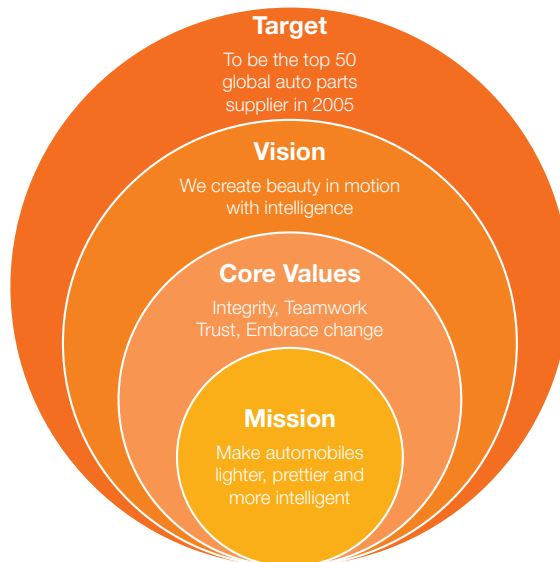 Target
To be the top 50
global auto parts
supplier in 2005
Vision
We create beauty in motion
with intelligence
Core Values
Integrity, Teamwork
Trust, Embrace change
Mission
Make automobiles
lighter, prettier and
more intelligent